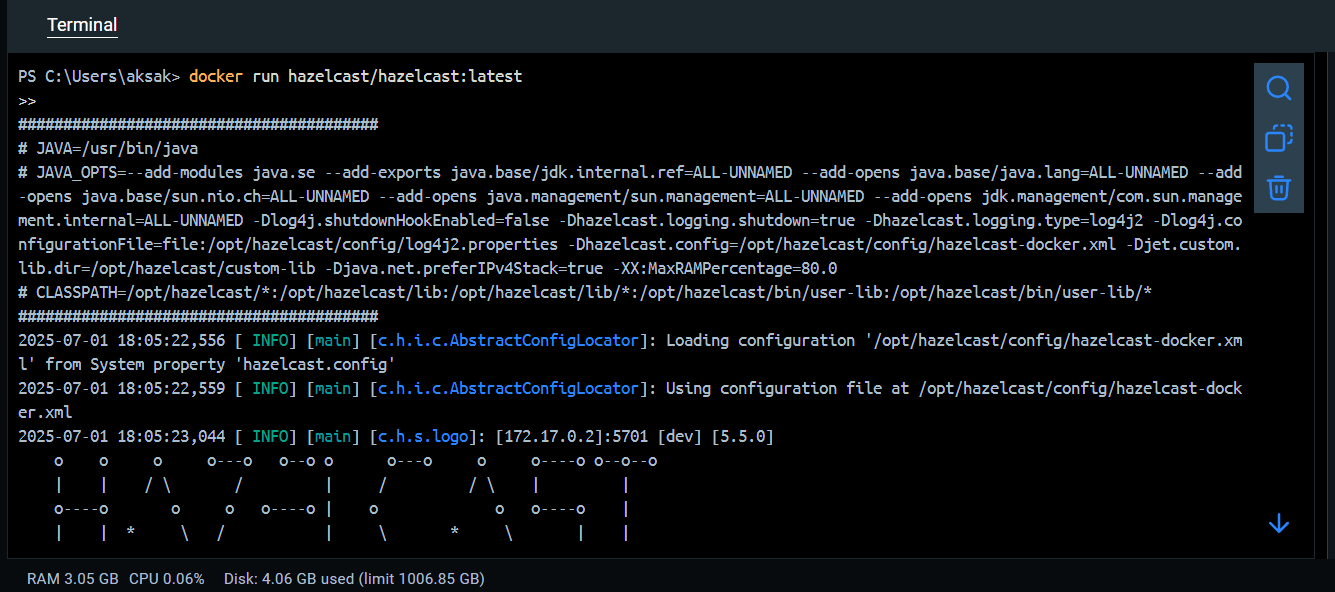 Terminal
PS C:\Users\aksak> docker run hazelcast/hazelcast:latest
>>
########################################
# JAVA=/usr/bin/java
# JAVA_OPTS=--add-modules java.se --add-exports java.base/jdk.internal.ref=ALL-UNNAMED --add-opens java.base/java.lang=ALL-UNNAMED --add
-opens java.base/sun.nio.ch=ALL-UNNAMED --add-opens java.management/sun.management=ALL-UNNAMED --add-opens jdk.management/com.sun.manage
ment.internal=ALL-UNNAMED -Dlog4j.shutdownHookEnabled=false -Dhazelcast.logging.shutdown=true -Dhazelcast.logging.type=log4j2 -Dlog4j.co
nfigurationFile=file:/opt/hazelcast/config/log4j2.properties -Dhazelcast.config=/opt/hazelcast/config/hazelcast-docker.xml -Djet.custom.
lib.dir=/opt/hazelcast/custom-lib -Djava.net.preferIPv4Stack=true -XX:MaxRAMPercentage=80.0
# CLASSPATH=/opt/hazelcast/*:/opt/hazelcast/lib:/opt/hazelcast/lib/*:/opt/hazelcast/bin/user-lib:/opt/hazelcast/bin/user-lib/*
########################################
2025-07-01 18:05:22,556 [ INFO] [main] [c.h.i.c.AbstractConfigLocator]: Loading configuration '/opt/hazelcast/config/hazelcast-docker.xm
l' from System property 'hazelcast.config'
2025-07-01 18:05:22,559 [ INFO] [main] [c.h.i.c.AbstractConfigLocator]: Using configuration file at /opt/hazelcast/config/hazelcast-dock
er.xml
2025-07-01 18:05:23,044 [ INFO] [main] [c.h.s.logo]: [172.17.0.2]:5701 [dev] [5.5.0]
    o    o     o     o---o   o--o o      o---o     o     o----o o--o--o
    |    |    / \       /         |     /         / \    |         |
    o----o       o     o   o----o |    o             o   o----o    |
    |    |  *     \   /           |     \       *     \       |    |
RAM 3.05 GB CPU 0.06% Disk: 4.06 GB used (limit 1006.85 GB)